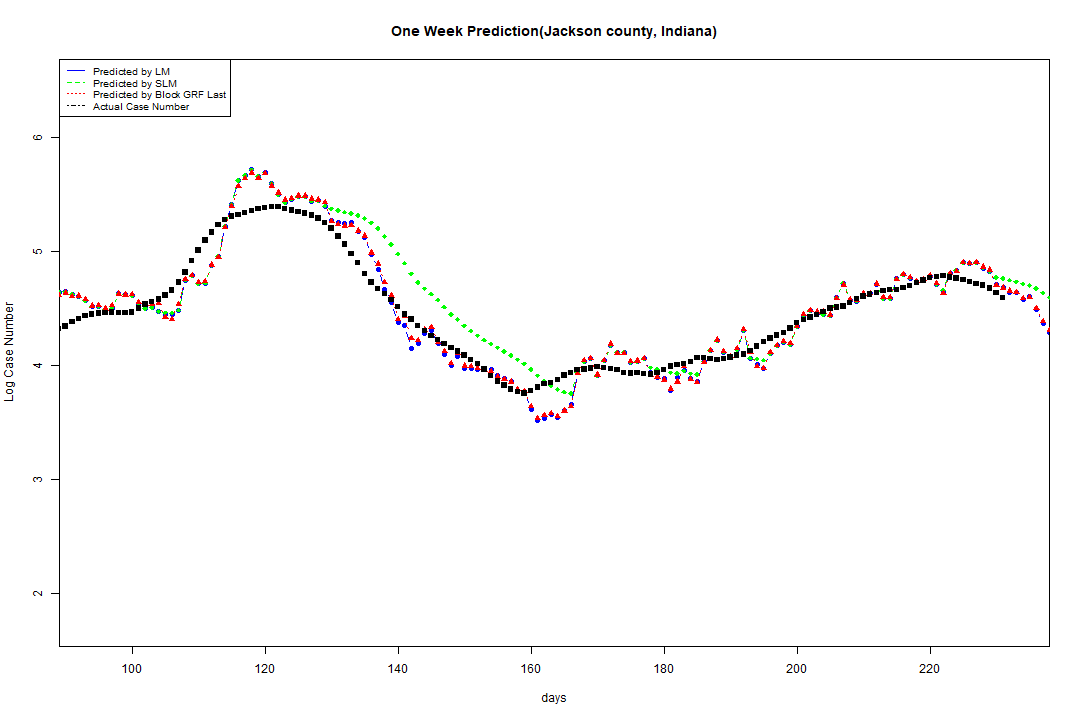 One Week Prediction(Jackson county, Indiana)
Predicted by LM
Predicted by SLM
Predicted by Block GRF Last
Actual Case Number
6
5
4
3
2
Log Case Number
100 120 140 160 180 200 220
days